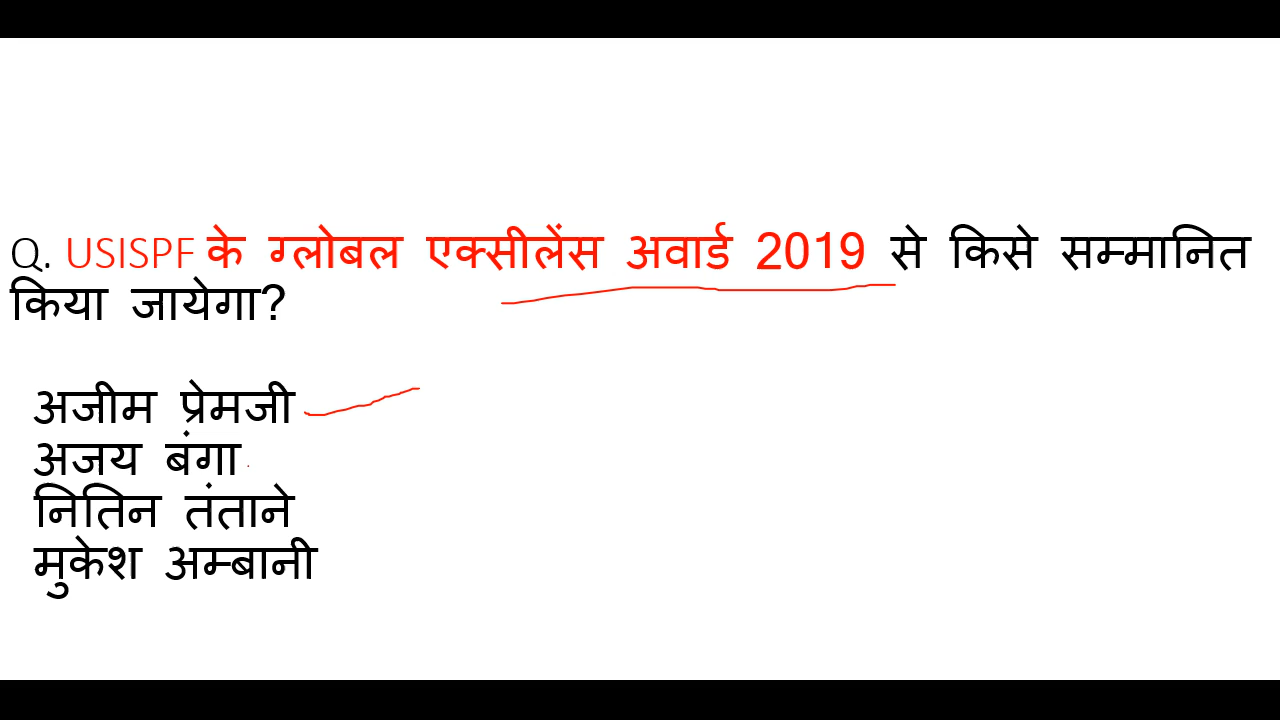 Q. USISPF के ग्लोबल एक्सीलेंस अवार्ड 2019 से किसे सम्मानित
किया जायेगा?
अजीम प्रेमजी
अजय बंगा
नितिन तंताने
मुकेश अम्बानी